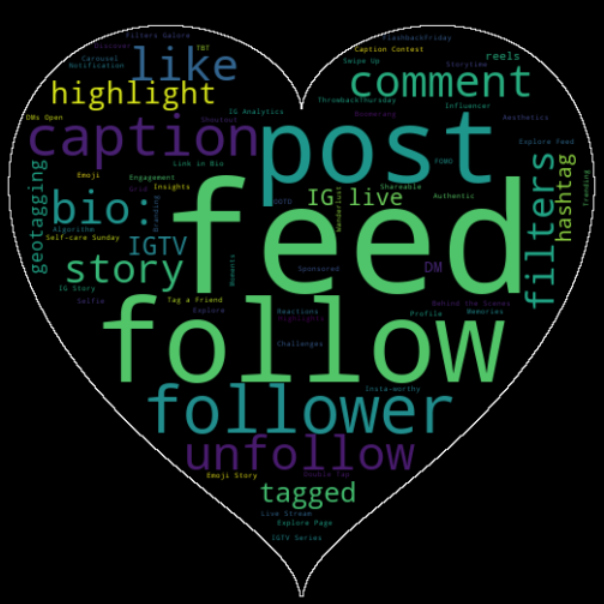 Filters Galore
FlashbackFriday
Discover
TBT
Caption Contest
like
Carousel
Notification
Swipe Up
Storytime
reels
comment
highlight
ThrowbackThursday
Influencer
IG Analytics
Boomerang
DMs Open
Shoutout
Aesthetics
caption
post
Explore Feed
Link in Bio
FOMO
hashtag
geotagging
Emoji
Engagement
Trending
filters
Grid
Insights
Shareable
IG live
Authentic
bio:
Branding
OOTD
Wanderlust
feed
Algorithm
Self-care Sunday
IGTV
story
Moments
Sponsored
DM
IG Story
Selfie
Tag a Friend
Explore
Behind the Scenes
Reactions
Profile
Memories
Highlights
follow
Challenges
Insta-worthy
follower
unfollow
Emoji Story
Double Tap
tagged
Live Stream
Explore Page
IGTV Series